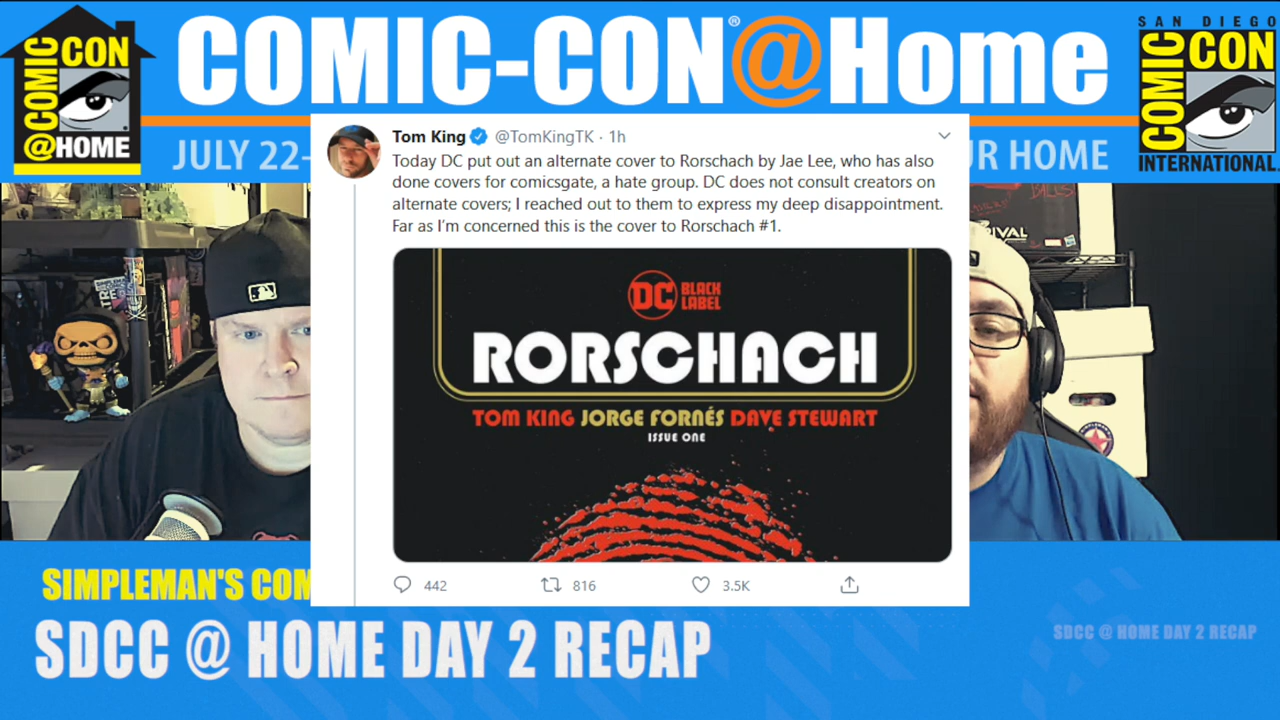 COMIC CON
@HOME
COMIC-CON®@Home
SAN DIEGO
COMIC CON
INTERNATIONAL
JULY 22-
UR HOME
Tom King @TomKingTK · 1h
Today DC put out an alternate cover to Rorschach by Jae Lee, who has also
done covers for comicsgate, a hate group. DC does not consult creators on
alternate covers; I reached out to them to express my deep disappointment.
Far as I'm concerned this is the cover to Rorschach #1.
DC BLACK
LABEL
RORSCHACH
TOM KING JORGE FORNÉS DAVE STEWART
ISSUE ONE
442 816 3.5K
RIVAL
SIMPLEMAN'S COM
SDCC @ HOME DAY 2 RECAP
SDCC @ HOME DAY 2 RECAP